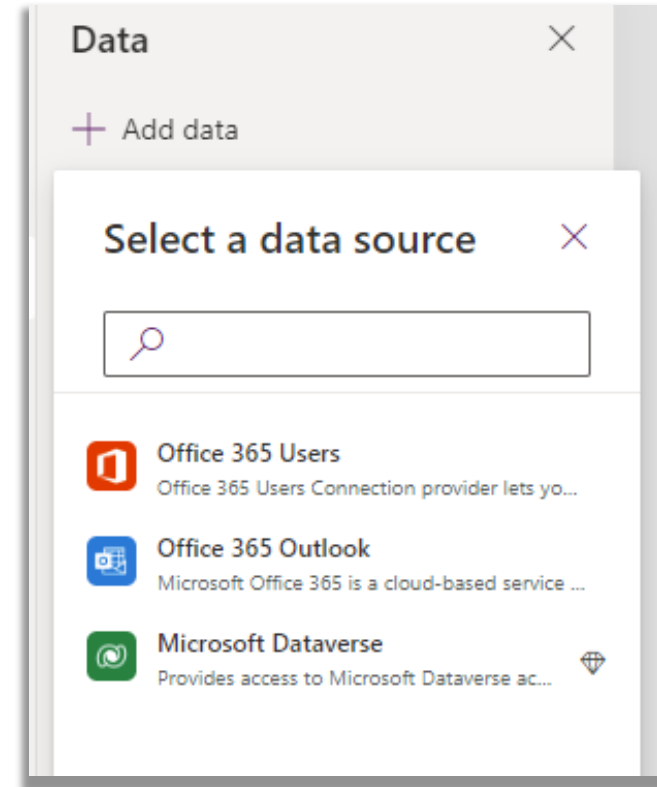 Data
Add data
Select a data source
Office 365 Users
Office 365 Users Connection provider lets yo...
Office 365 Outlook
Microsoft Office 365 is a cloud-based service ...
Microsoft Dataverse
Provides access to Microsoft Dataverse ac...